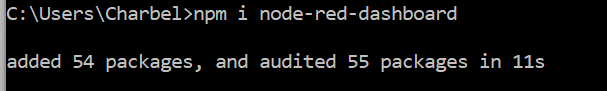 C:\Users\Charbel>npm i node-red-dashboard
added 54 packages, and audited 55 packages in 11s